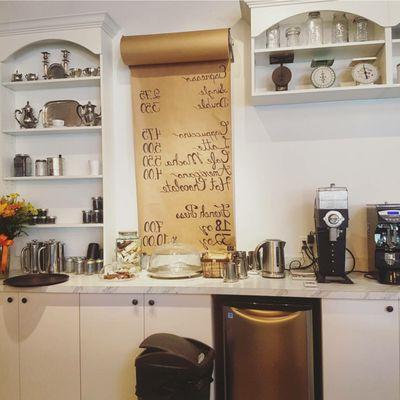 Espresso
Single 2.75
Double 3.50
Cappuccino 4.75
Latte 5.00
Cafe Mocha 5.50
Americano 4.00
Hot Chocolate
French Press
7.00
10.00